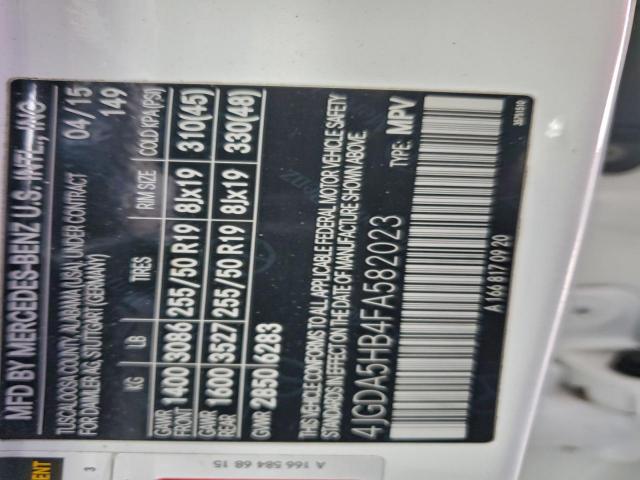 MFD BY MERCEDES-BENZ U.S. INTL., INC.
TUSCALOOSA COUNTY, ALABAMA (USA) UNDER CONTRACT 04/15
FOR DAIMLER AG, STUTTGART (GERMANY) 149
KG LB TIRES RIM SIZE COLD (KPA(PSI)
GAWR FRONT 1400 3086 255/50 R19 8Jx19 310(45)
GAWR REAR 1600 3527 255/50 R19 8Jx19 330(48)
GWR 2850 6283
THIS VEHICLE CONFORMS TO ALL APPLICABLE FEDERAL MOTOR VEHICLE SAFETY
IN EFFECT ON THE DATE OF MANUFACTURE SHOWN ABOVE.
4JGDA5HB4FA582023 TYPE: MPV
A 166 817 09 20
A 166 584 68 15
3